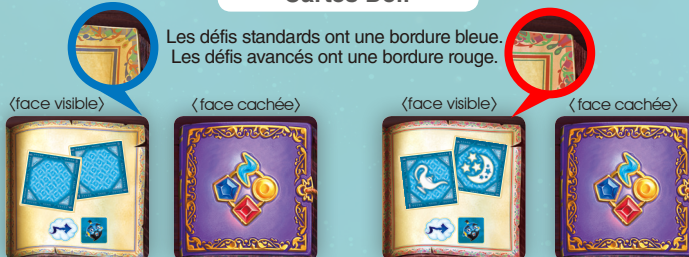 Cartes Défi
Les défis standards ont une bordure bleue.
Les défis avancés ont une bordure rouge.
〈face visible〉
〈face cachée〉
〈face visible〉
〈face cachée〉